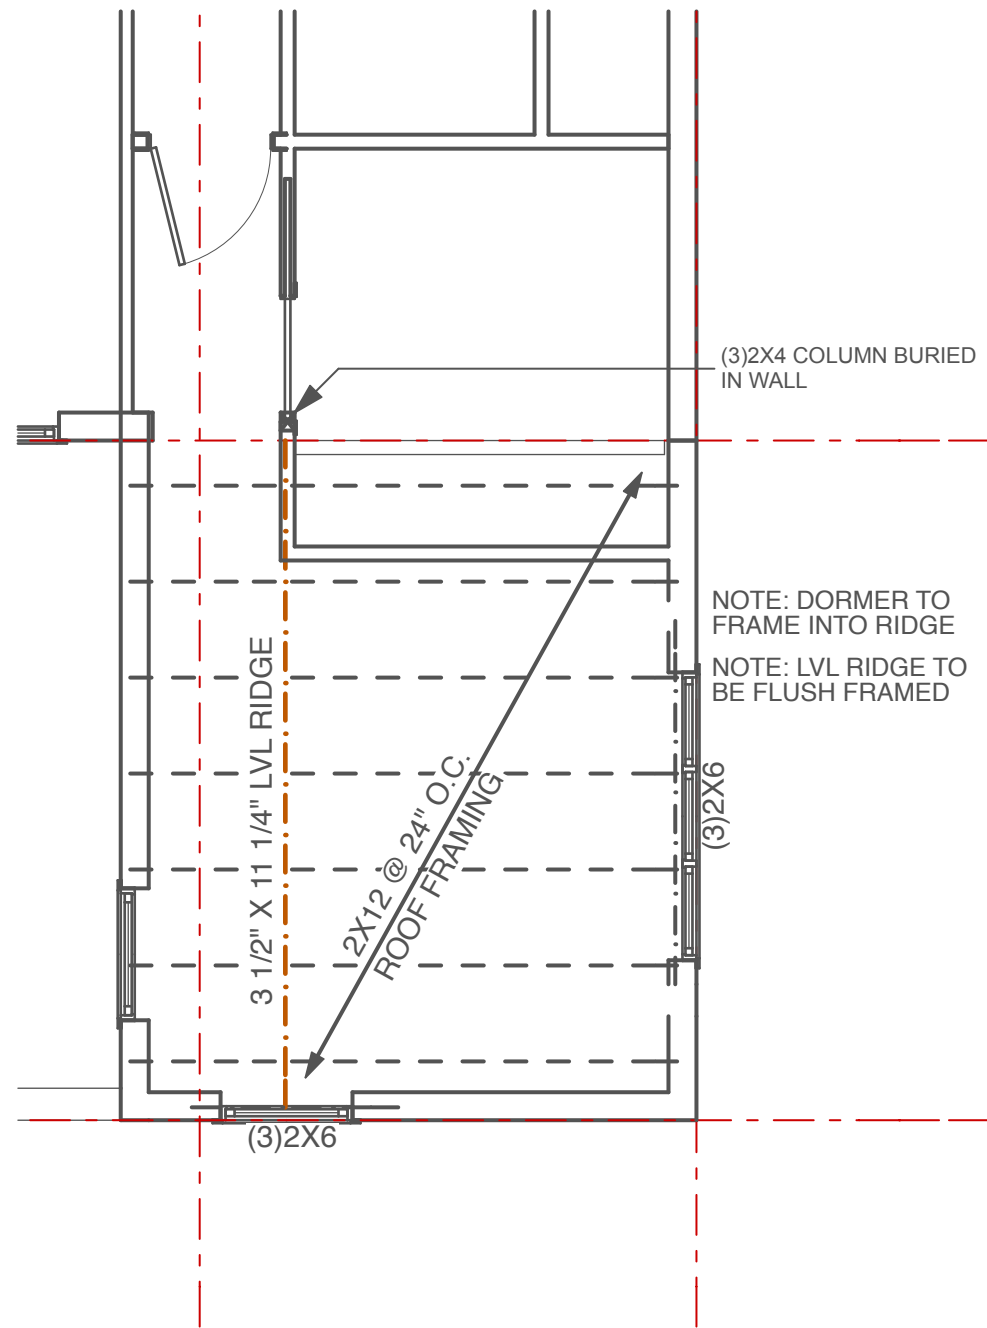 (3)2X4 COLUMN BURIED
IN WALL
NOTE: DORMER TO
FRAME INTO RIDGE
NOTE: LVL RIDGE TO
BE FLUSH FRAMED
3 1/2" X 11 1/4" LVL RIDGE
2X12 @ 24" O.C.
ROOF FRAMING
(3)2X6
(3)2X6